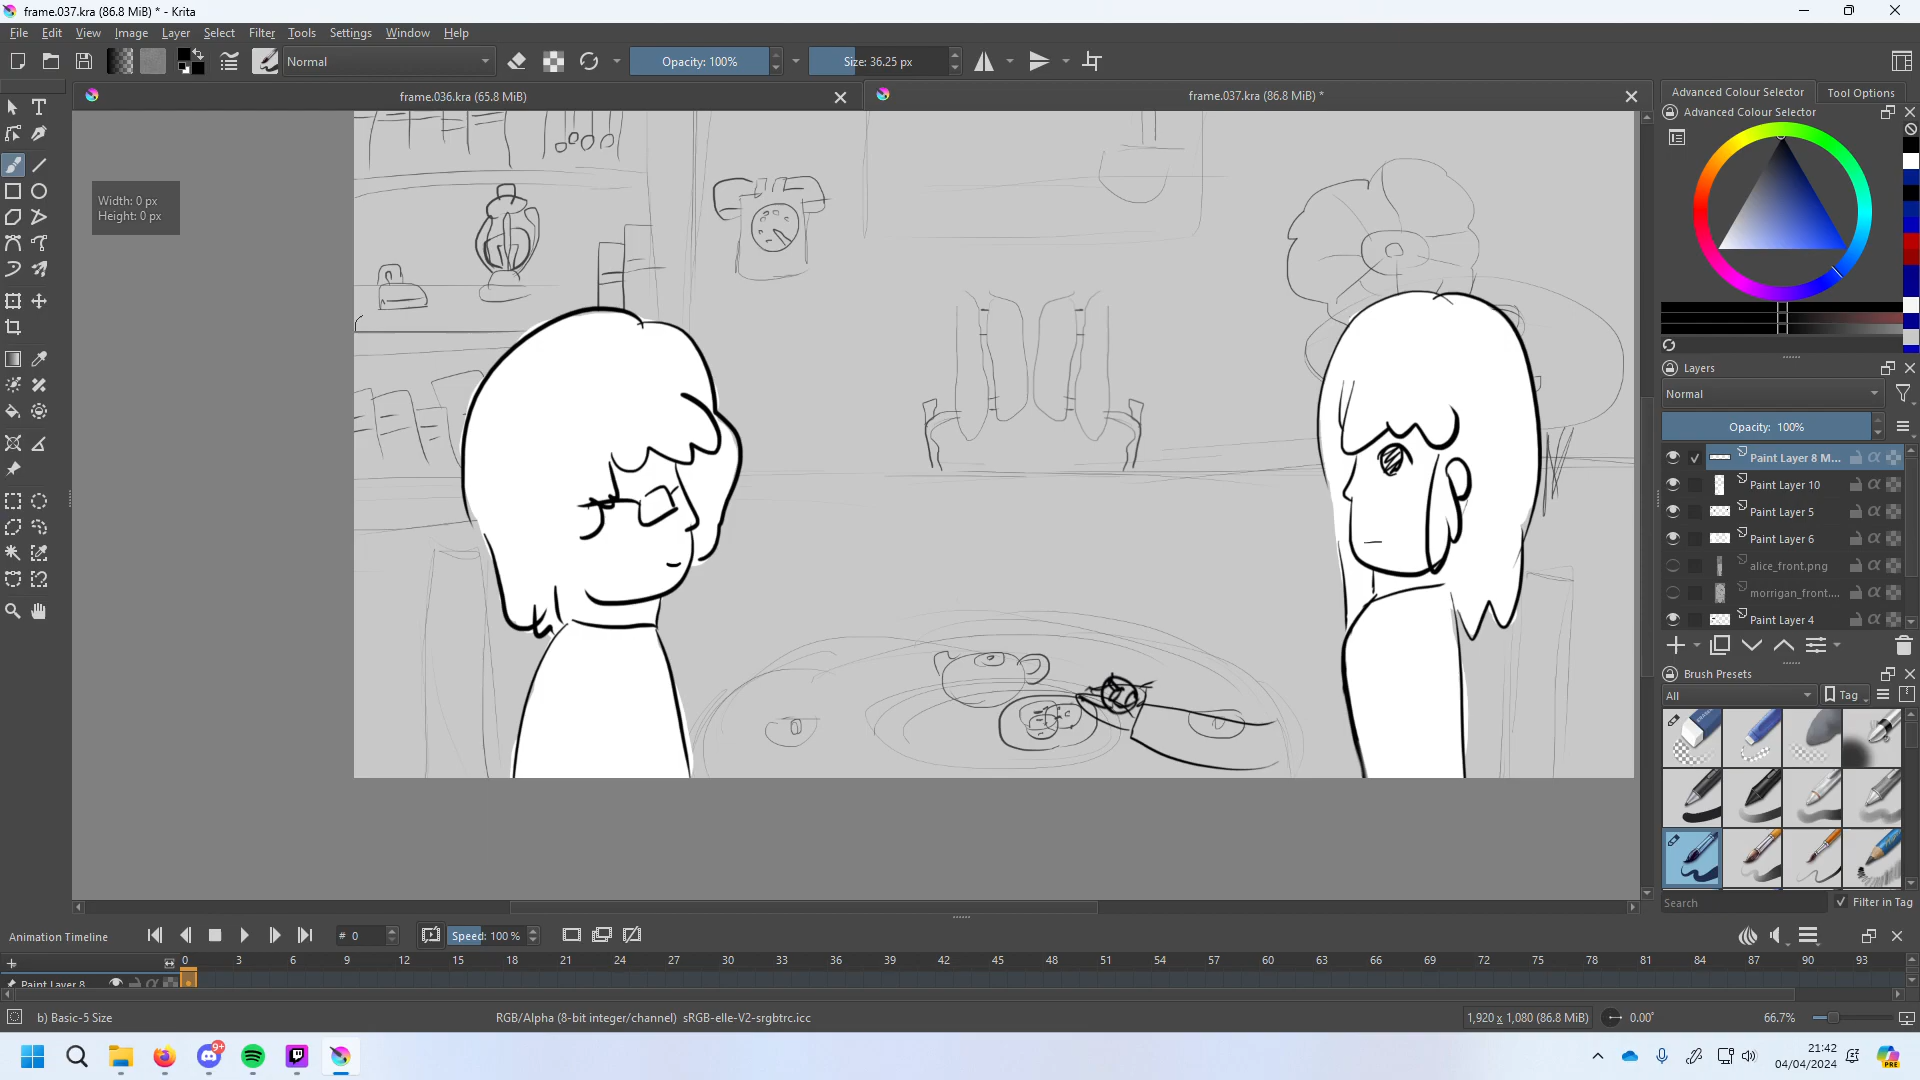 frame.037.kra (86.8 MiB) * - Krita
File Edit View Image Layer Select Filter Tools Settings Window Help
Normal
Opacity: 100%
Size: 36.25 px
frame.036.kra (65.8 MiB)
frame.037.kra (86.8 MiB) *
Advanced Colour Selector
Tool Options
Advanced Colour Selector
Width: 0 px
Height: 0 px
Layers
Normal
Opacity: 100%
Paint Layer 8 M...
Paint Layer 10
Paint Layer 5
Paint Layer 6
alice_front.png
morrigan_front....
Paint Layer 4
Brush Presets
All
Tag
Search
Filter in Tag
Animation Timeline
# 0
Speed: 100 %
0 3 6 9 12 15 18 21 24 27 30 33 36 39 42 45 48 51 54 57 60 63 66 69 72 75 78 81 84 87 90 93
Paint Layer 8
b) Basic-5 Size
RGB/Alpha (8-bit integer/channel) sRGB-elle-V2-srgbtrc.icc
1,920 x 1,080 (86.8 MiB)
0.00°
66.7%
9+
21:42
04/04/2024
PRE